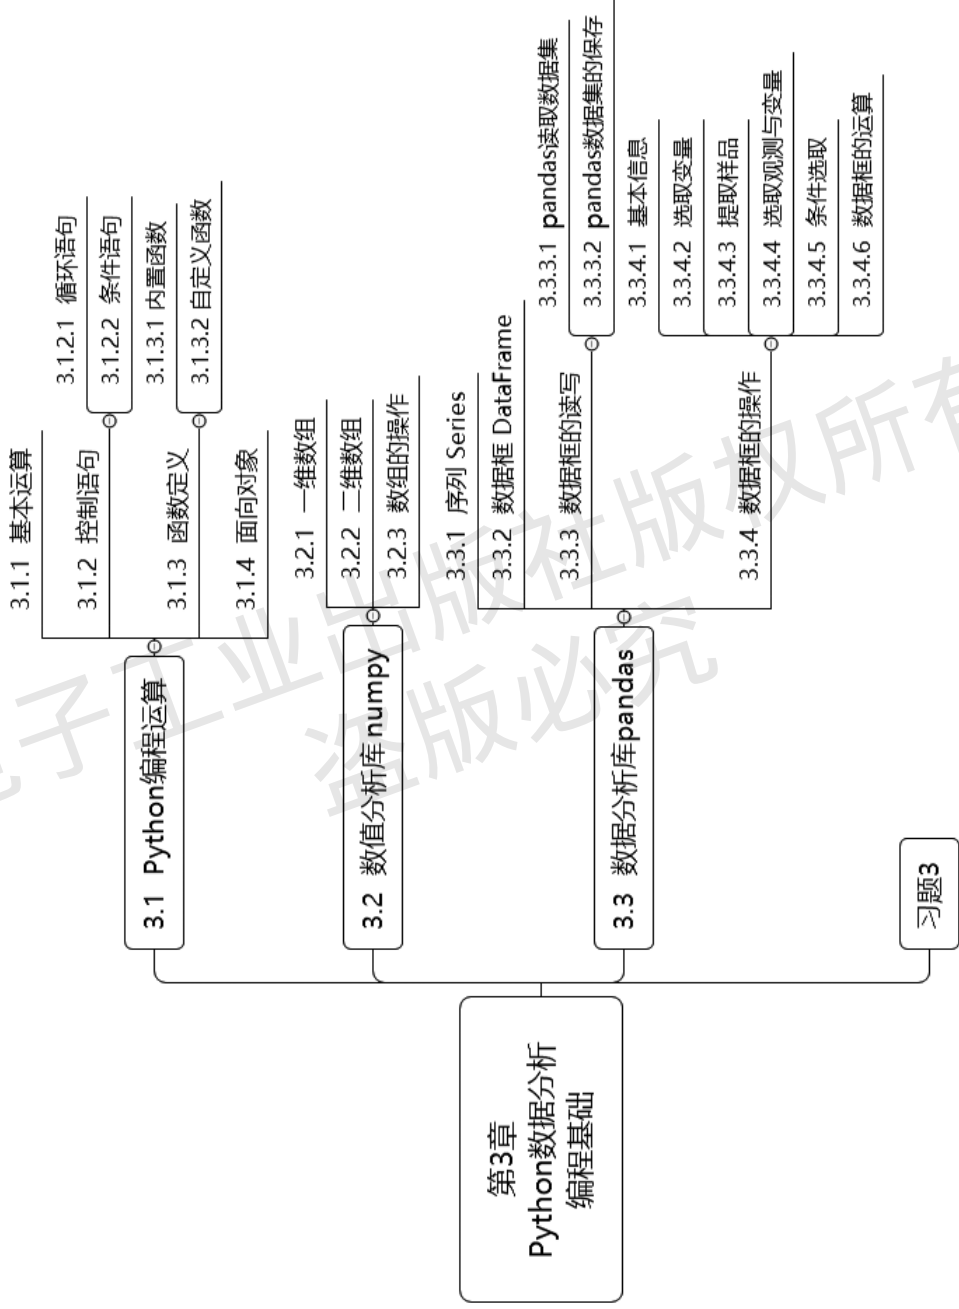 第3章
Python数据分析
编程基础
3.1 Python编程运算
3.1.1 基本运算
3.1.2 控制语句
3.1.2.1 循环语句
3.1.2.2 条件语句
3.1.3 函数定义
3.1.3.1 内置函数
3.1.3.2 自定义函数
3.1.4 面向对象
3.2 数值分析库 numpy
3.2.1 一维数组
3.2.2 二维数组
3.2.3 数组的操作
3.3 数据分析库pandas
3.3.1 序列 Series
3.3.2 数据框 DataFrame
3.3.3 数据框的读写
3.3.3.1 pandas读取数据集
3.3.3.2 pandas数据集的保存
3.3.4 数据框的操作
3.3.4.1 基本信息
3.3.4.2 选取变量
3.3.4.3 提取样品
3.3.4.4 选取观测与变量
3.3.4.5 条件选取
3.3.4.6 数据框的运算
习题3
电子工业出版社版权所有
盗版必究